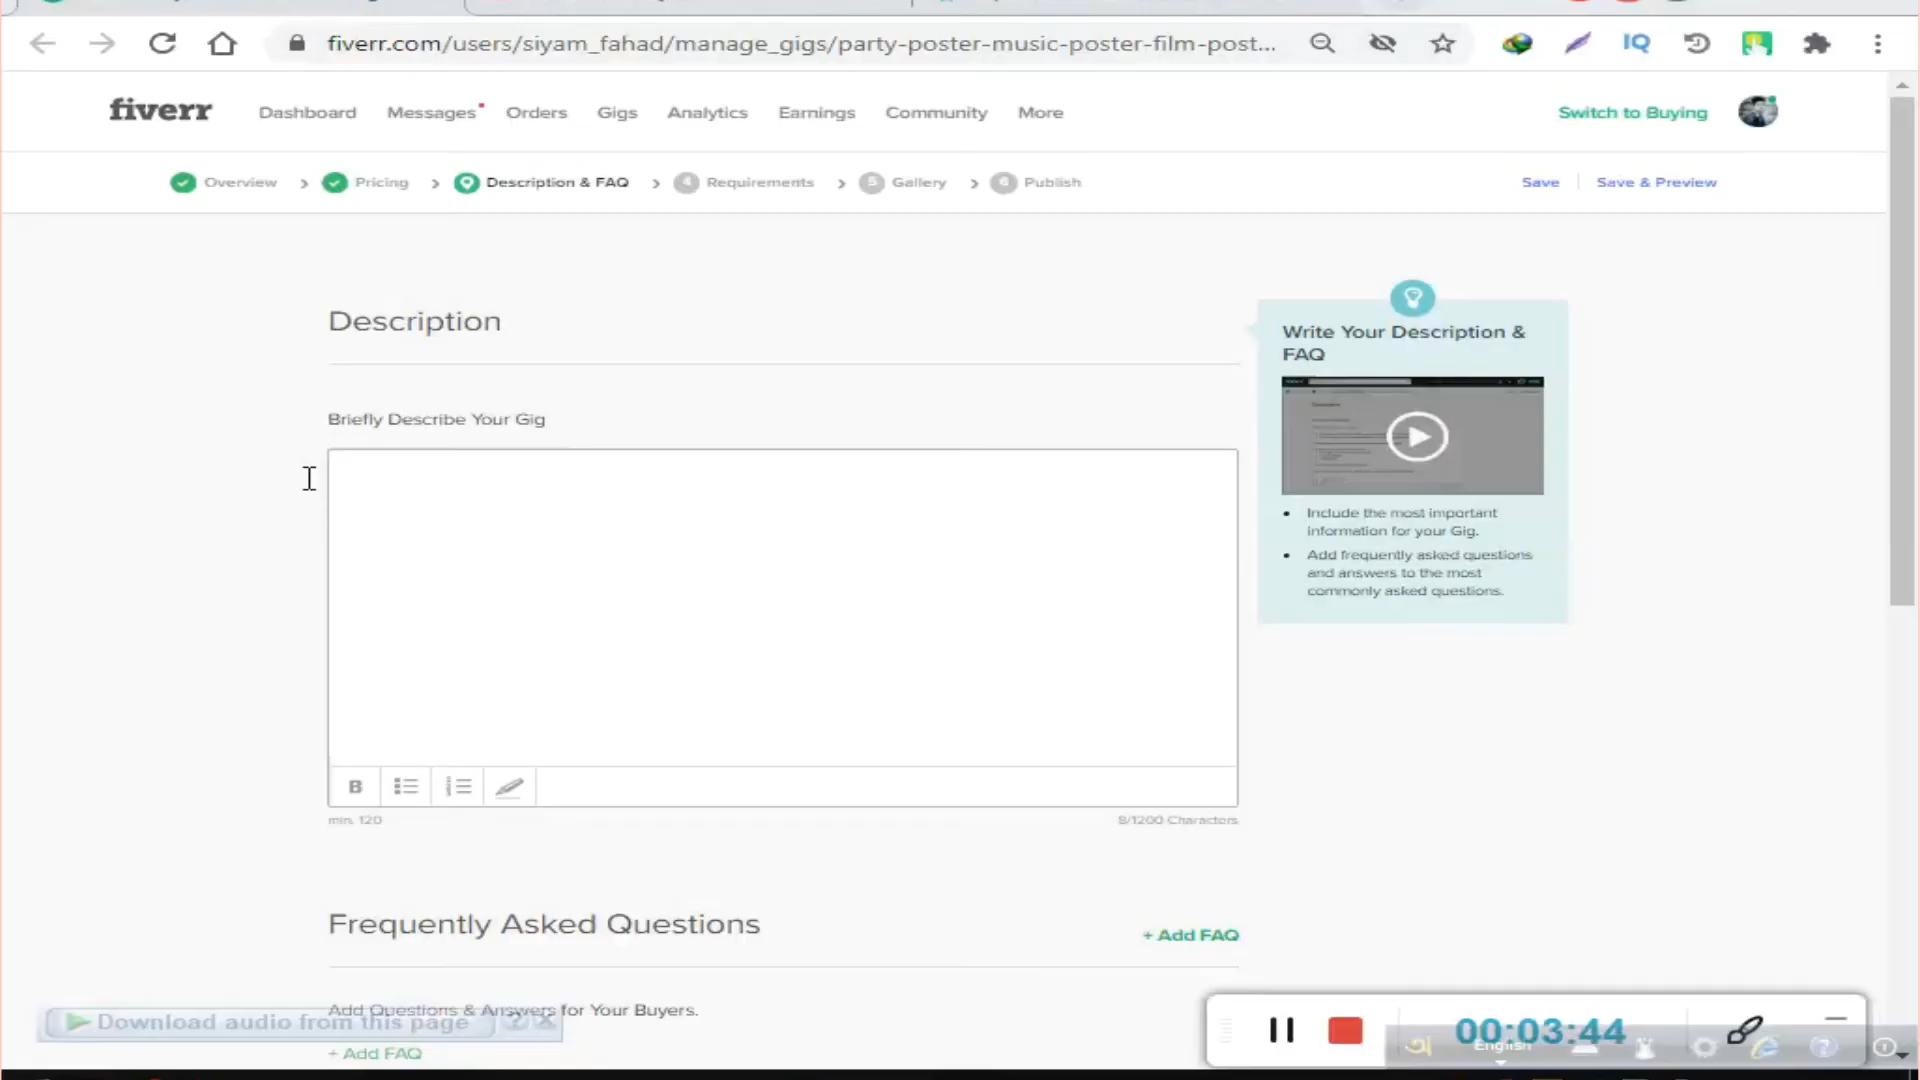 fiverr.com/users/siyam_fahad/manage_gigs/party-poster-music-poster-film-post...
IQ
fiverr
Dashboard
Messages
Orders
Gigs
Analytics
Earnings
Community
More
Switch to Buying
Overview
Pricing
Description & FAQ
4 Requirements
5 Gallery
6 Publish
Save
Save & Preview
Description
Write Your Description &
FAQ
Briefly Describe Your Gig
Include the most important
information for your Gig.
Add frequently asked questions
and answers to the most
commonly asked questions.
B
min. 120
8/1200 Characters
Frequently Asked Questions
+ Add FAQ
Add Questions & Answers for Your Buyers.
Download audio from this page
+ Add FAQ
00:03:44
English